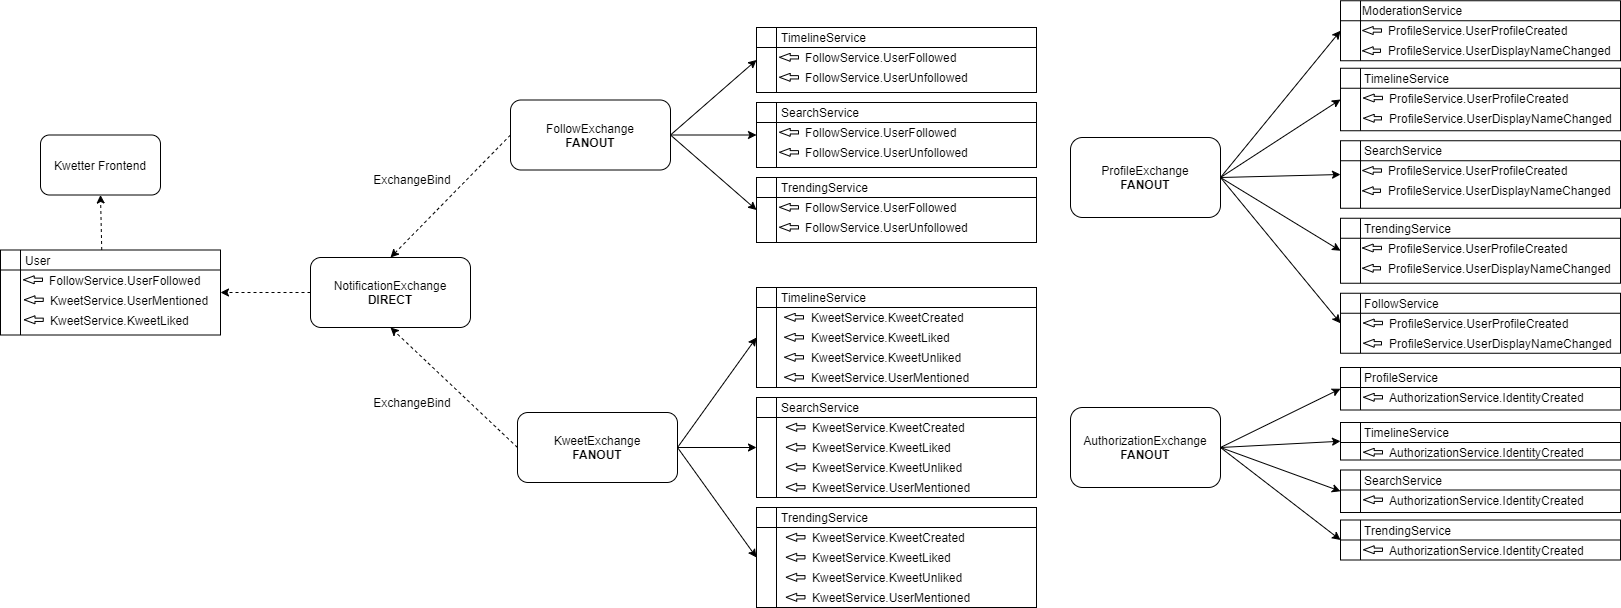 Kwetter Frontend
User
FollowService.UserFollowed
KweetService.UserMentioned
KweetService.KweetLiked
NotificationExchange
DIRECT
ExchangeBind
ExchangeBind
FollowExchange
FANOUT
TimelineService
FollowService.UserFollowed
FollowService.UserUnfollowed
SearchService
FollowService.UserFollowed
FollowService.UserUnfollowed
TrendingService
FollowService.UserFollowed
FollowService.UserUnfollowed
KweetExchange
FANOUT
TimelineService
KweetService.KweetCreated
KweetService.KweetLiked
KweetService.KweetUnliked
KweetService.UserMentioned
SearchService
KweetService.KweetCreated
KweetService.KweetLiked
KweetService.KweetUnliked
KweetService.UserMentioned
TrendingService
KweetService.KweetCreated
KweetService.KweetLiked
KweetService.KweetUnliked
KweetService.UserMentioned
ProfileExchange
FANOUT
ModerationService
ProfileService.UserProfileCreated
ProfileService.UserDisplayNameChanged
TimelineService
ProfileService.UserProfileCreated
ProfileService.UserDisplayNameChanged
SearchService
ProfileService.UserProfileCreated
ProfileService.UserDisplayNameChanged
TrendingService
ProfileService.UserProfileCreated
ProfileService.UserDisplayNameChanged
FollowService
ProfileService.UserProfileCreated
ProfileService.UserDisplayNameChanged
AuthorizationExchange
FANOUT
ProfileService
AuthorizationService.IdentityCreated
TimelineService
AuthorizationService.IdentityCreated
SearchService
AuthorizationService.IdentityCreated
TrendingService
AuthorizationService.IdentityCreated